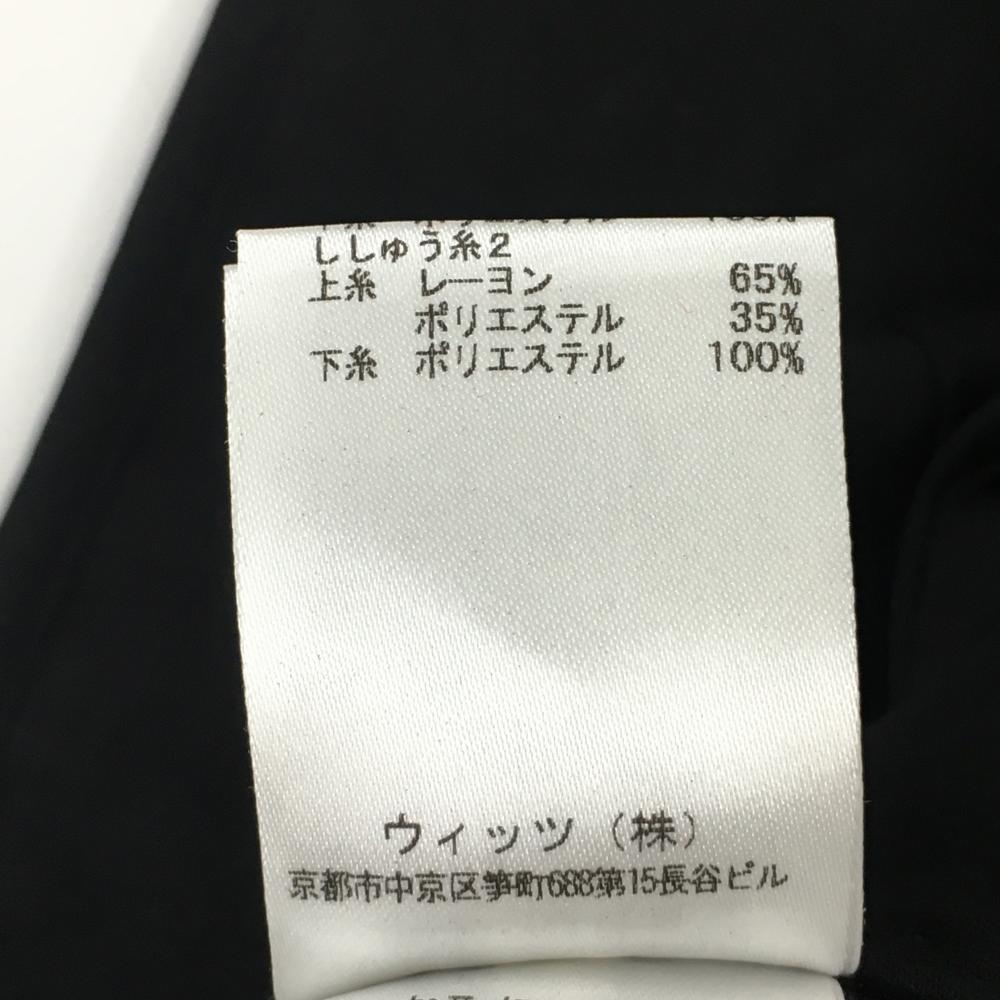 ししゅう糸2
上糸 レーヨン 65%
ポリエステル 35%
下糸 ポリエステル 100%
ウィッツ（株）
京都市中京区笋町688第15長谷ビル